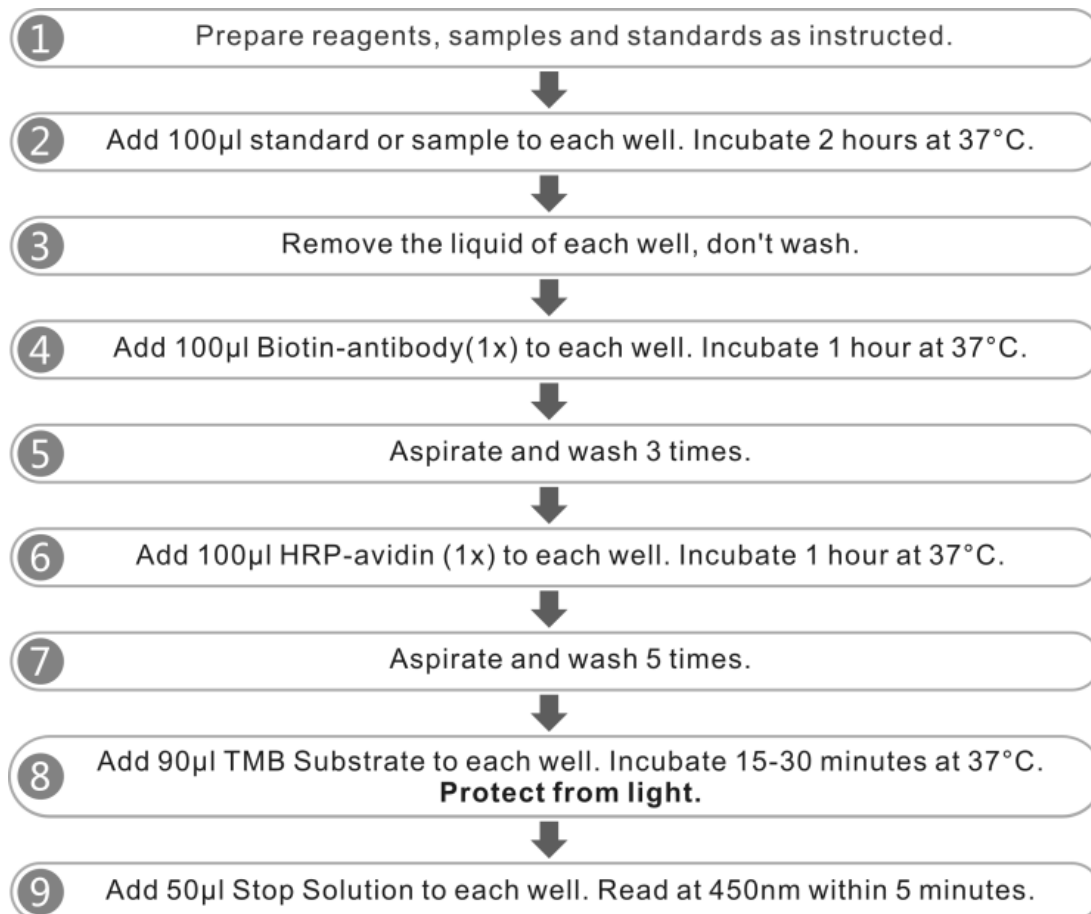 1 Prepare reagents, samples and standards as instructed.
2 Add 100µl standard or sample to each well. Incubate 2 hours at 37°C.
3 Remove the liquid of each well, don't wash.
4 Add 100µl Biotin-antibody(1x) to each well. Incubate 1 hour at 37°C.
5 Aspirate and wash 3 times.
6 Add 100µl HRP-avidin (1x) to each well. Incubate 1 hour at 37°C.
7 Aspirate and wash 5 times.
8 Add 90µl TMB Substrate to each well. Incubate 15-30 minutes at 37°C.
Protect from light.
9 Add 50µl Stop Solution to each well. Read at 450nm within 5 minutes.